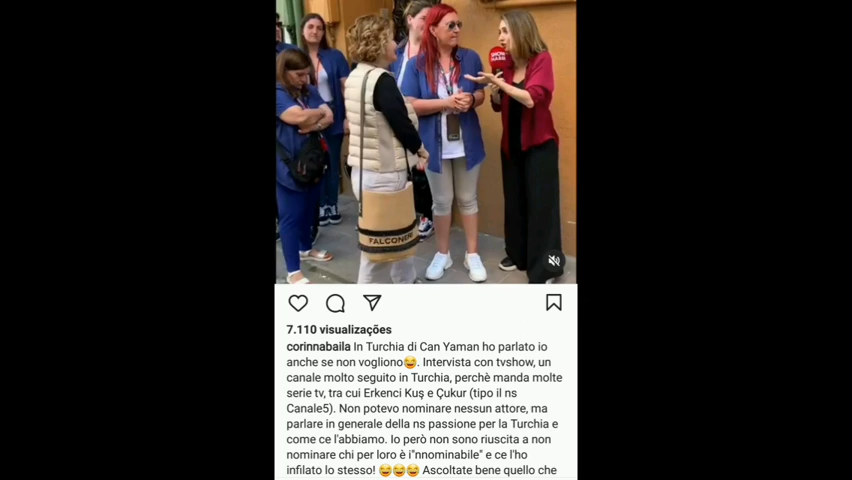 SHOW
HABER
FALCONERI
7.110 visualizações
corinnabaila In Turchia di Can Yaman ho parlato io
anche se non vogliono😂. Intervista con tvshow, un
canale molto seguito in Turchia, perchè manda molte
serie tv, tra cui Erkenci Kuş e Çukur (tipo il ns
Canale5). Non potevo nominare nessun attore, ma
parlare in generale della ns passione per la Turchia e
come ce l'abbiamo. Io però non sono riuscita a non
nominare chi per loro è i"nnominabile" e ce l'ho
infilato lo stesso! 😂😂😂 Ascoltate bene quello che